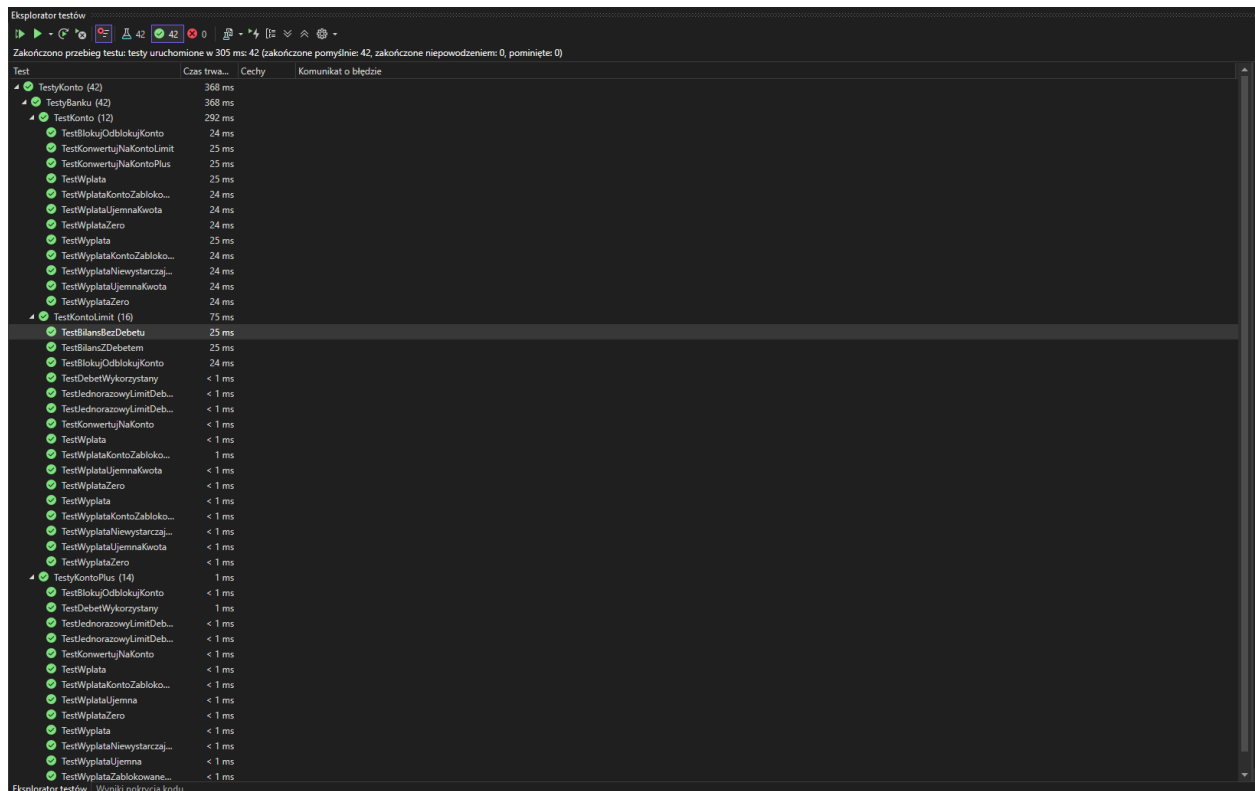 Eksplorator testów
42 42 0
Zakończono przebieg testu: testy uruchomione w 305 ms: 42 (zakończone pomyślnie: 42, zakończone niepowodzeniem: 0, pominięte: 0)
Test Czas trwa... Cechy Komunikat o błędzie
TestyKonto (42) 368 ms
TestyBanku (42) 368 ms
TestKonto (12) 292 ms
TestBlokujOdblokujKonto 24 ms
TestKonwertujNaKontoLimit 25 ms
TestKonwertujNaKontoPlus 25 ms
TestWplata 25 ms
TestWplataKontoZabloko... 24 ms
TestWplataUjemnaKwota 24 ms
TestWplataZero 24 ms
TestWyplata 25 ms
TestWyplataKontoZabloko... 24 ms
TestWyplataNiewystarczaj... 24 ms
TestWyplataUjemnaKwota 24 ms
TestWyplataZero 24 ms
TestKontoLimit (16) 75 ms
TestBilansBezDebetu 25 ms
TestBilansZDebetem 25 ms
TestBlokujOdblokujKonto 24 ms
TestDebetWykorzystany < 1 ms
TestJednorazowyLimitDeb... < 1 ms
TestJednorazowyLimitDeb... < 1 ms
TestKonwertujNaKonto < 1 ms
TestWplata < 1 ms
TestWplataKontoZabloko... 1 ms
TestWplataUjemnaKwota < 1 ms
TestWplataZero < 1 ms
TestWyplata < 1 ms
TestWyplataKontoZabloko... < 1 ms
TestWyplataNiewystarczaj... < 1 ms
TestWyplataUjemnaKwota < 1 ms
TestWyplataZero < 1 ms
TestyKontoPlus (14) 1 ms
TestBlokujOdblokujKonto < 1 ms
TestDebetWykorzystany 1 ms
TestJednorazowyLimitDeb... < 1 ms
TestJednorazowyLimitDeb... < 1 ms
TestKonwertujNaKonto < 1 ms
TestWplata < 1 ms
TestWplataKontoZabloko... < 1 ms
TestWplataUjemna < 1 ms
TestWplataZero < 1 ms
TestWyplata < 1 ms
TestWyplataNiewystarczaj... < 1 ms
TestWyplataUjemna < 1 ms
TestWyplataZablokowane... < 1 ms
Eksplorator testów Wyniki pokrycia kodu